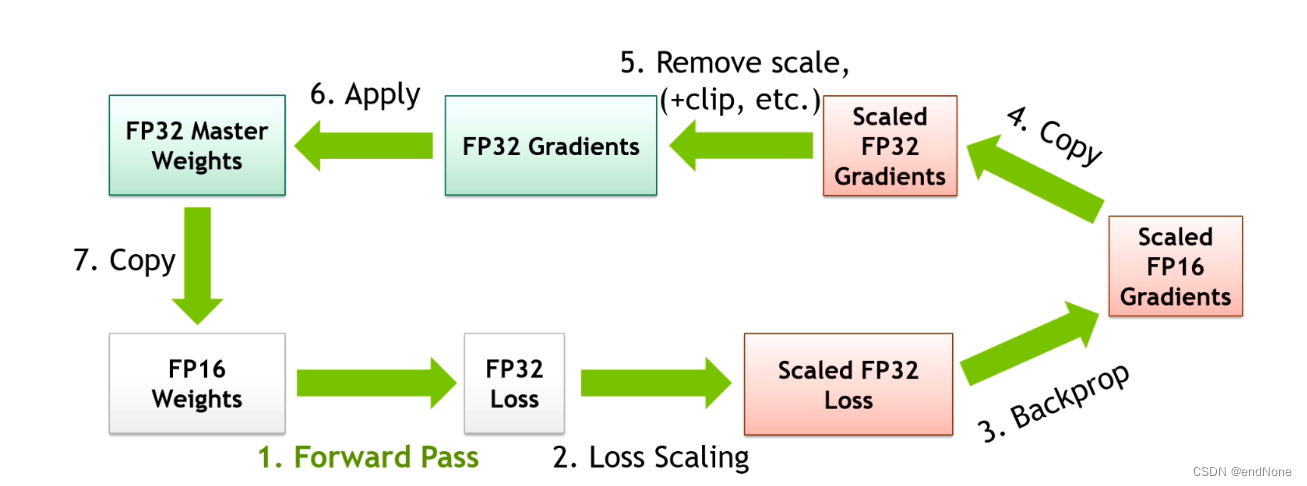 5. Remove scale,
(+clip, etc.)
6. Apply
FP32 Master
Weights
FP32 Gradients
Scaled
FP32
Gradients
4. Copy
Scaled
FP16
Gradients
7. Copy
FP16
Weights
FP32
Loss
Scaled FP32
Loss
3. Backprop
1. Forward Pass
2. Loss Scaling
CSDN @endNone